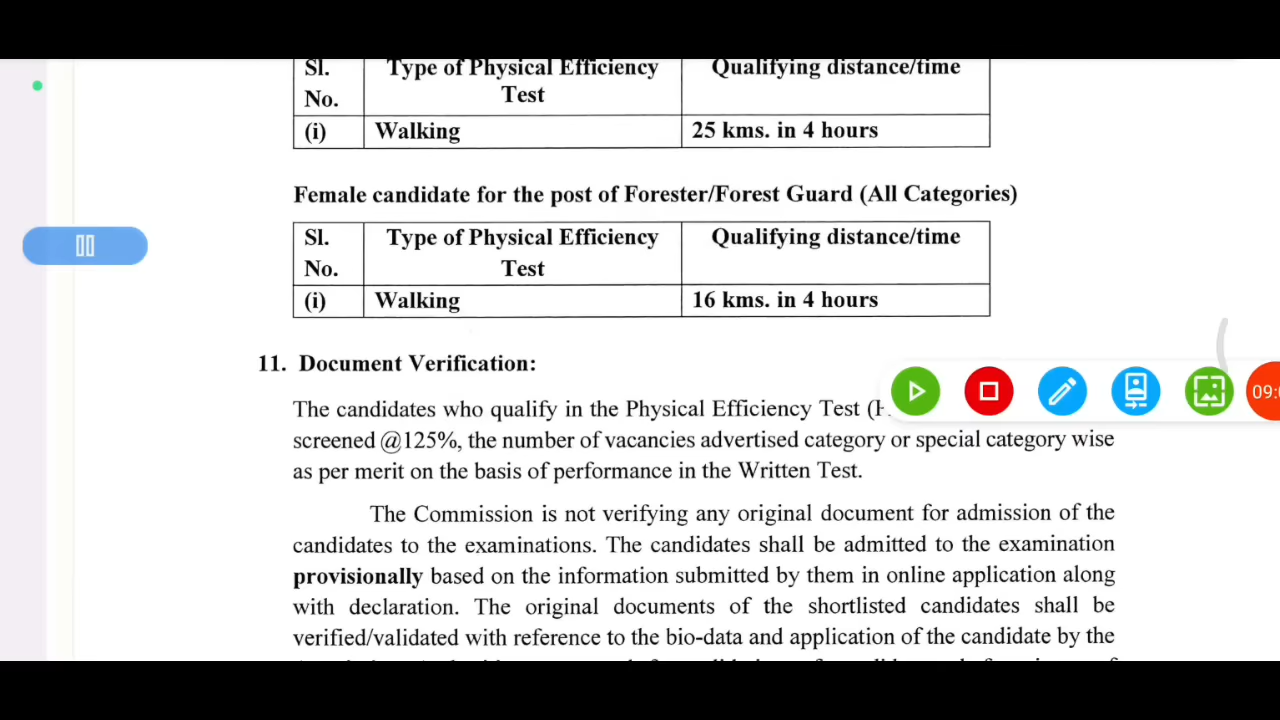 Sl. Type of Physical Efficiency Qualifying distance/time
No. Test
(i) Walking 25 kms. in 4 hours
Female candidate for the post of Forester/Forest Guard (All Categories)
Sl. Type of Physical Efficiency Qualifying distance/time
No. Test
(i) Walking 16 kms. in 4 hours
11. Document Verification:
The candidates who qualify in the Physical Efficiency Test
screened @125%, the number of vacancies advertised category or special category wise
as per merit on the basis of performance in the Written Test.
The Commission is not verifying any original document for admission of the
candidates to the examinations. The candidates shall be admitted to the examination
provisionally based on the information submitted by them in online application along
with declaration. The original documents of the shortlisted candidates shall be
verified/validated with reference to the bio-data and application of the candidate by the